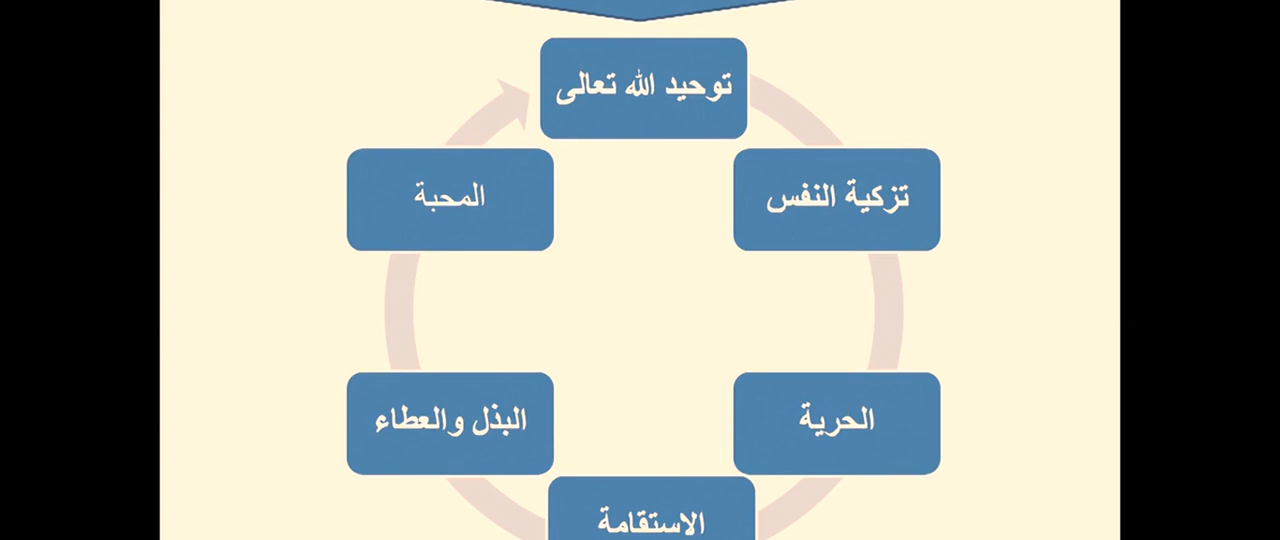 توحيد الله تعالى
تزكية النفس
الحرية
الاستقامة
البذل والعطاء
المحبة